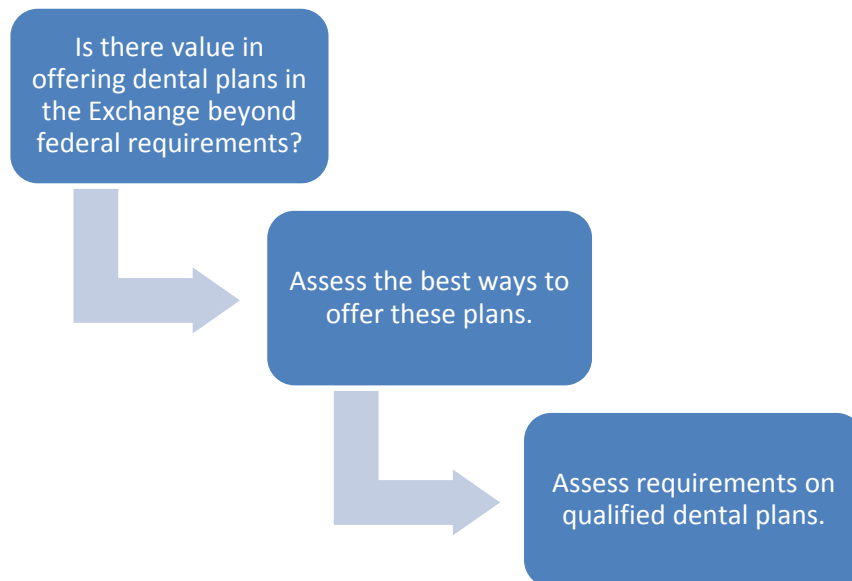 Is there value in
offering dental plans in
the Exchange beyond
federal requirements?
Assess the best ways to
offer these plans.
Assess requirements on
qualified dental plans.